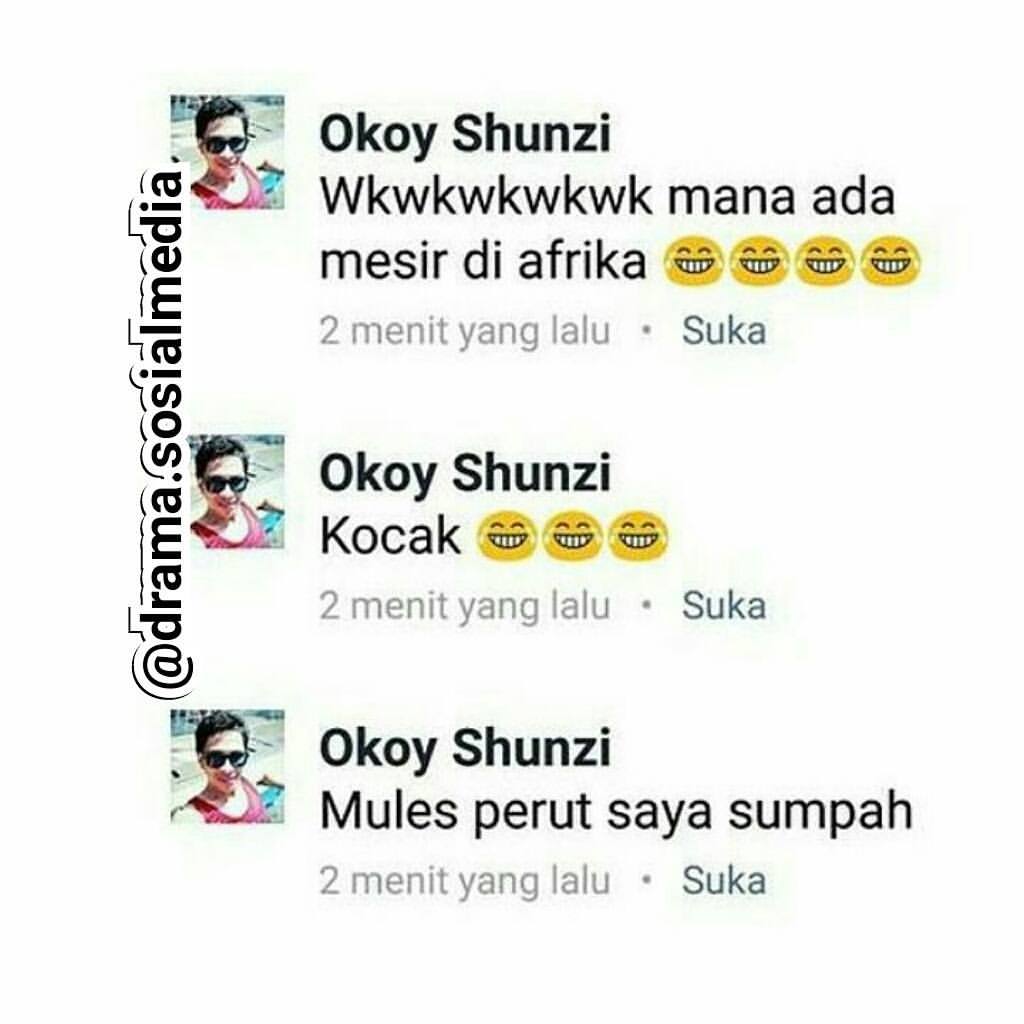 Okoy Shunzi
Wkwkwkwkwk mana ada
mesir di afrika 😂😂😂😂
2 menit yang lalu • Suka
@drama.sosialmedia
Okoy Shunzi
Kocak 😂😂😂
2 menit yang lalu • Suka
Okoy Shunzi
Mules perut saya sumpah
2 menit yang lalu • Suka